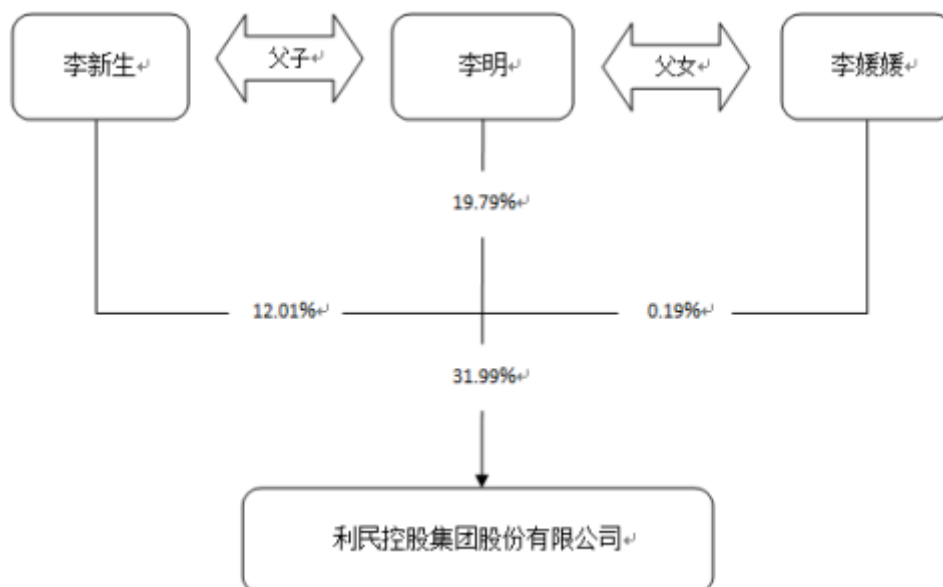 李新生
父子
李明
父女
李媛媛
19.79%
12.01%
0.19%
31.99%
利民控股集团股份有限公司